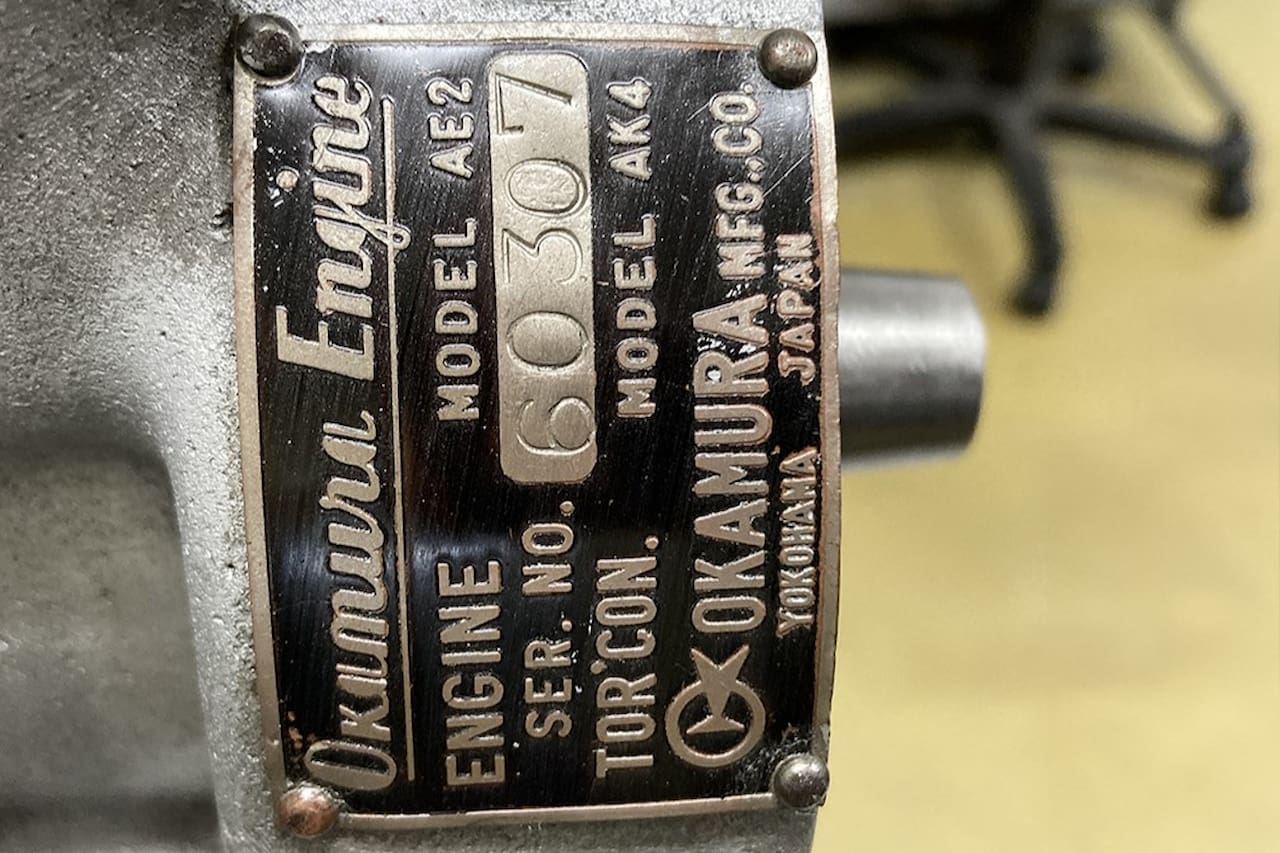 Okamura Engine
ENGINE MODEL AE2
SER. NO. 60307
TOR'CON. MODEL AK4
OKAMURA MFG.,CO.
YOKOHAMA JAPAN